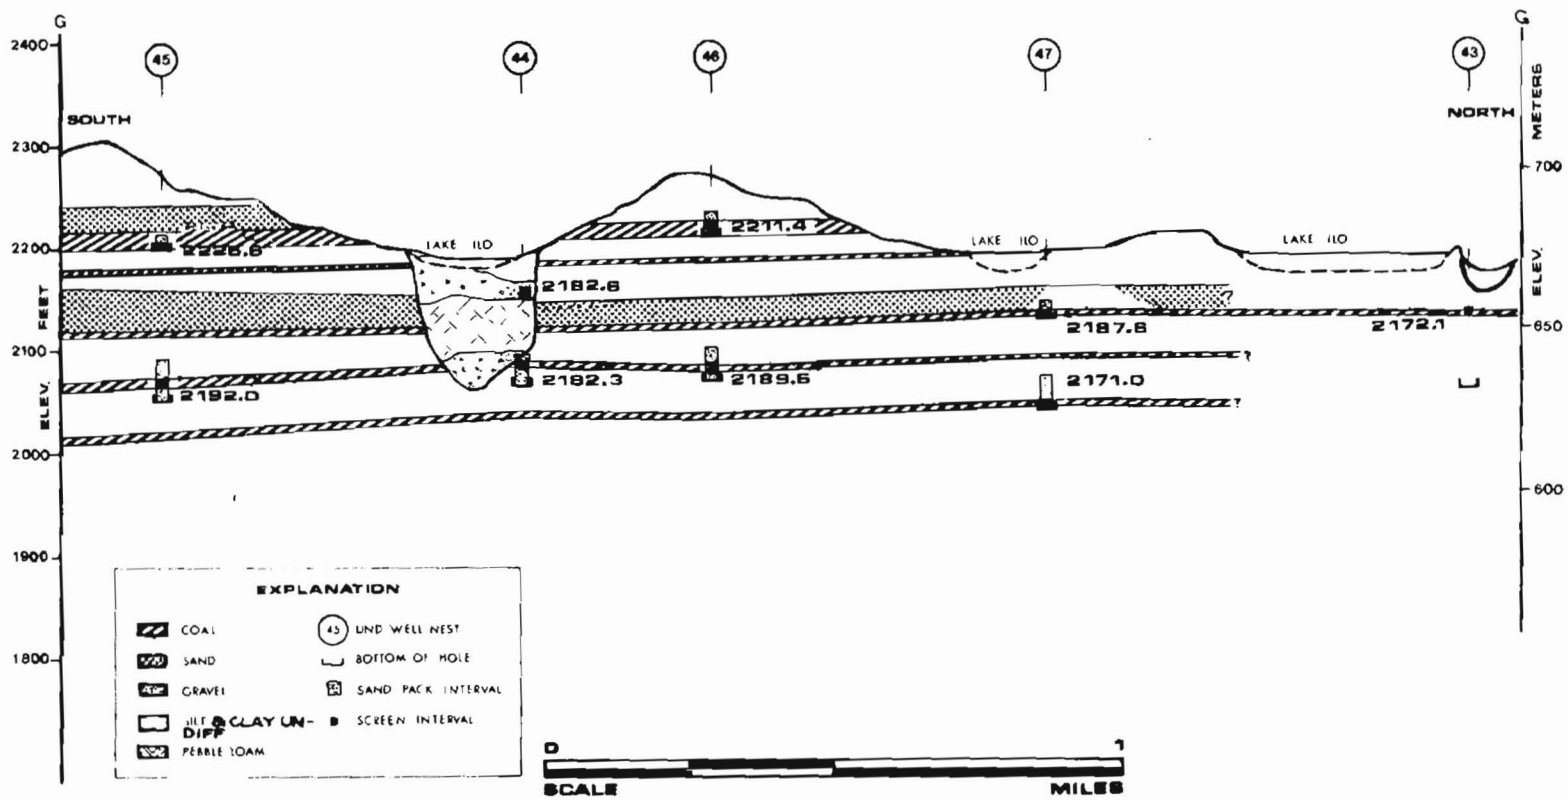 G G
45 44 46 47 43
2400
METERS
SOUTH NORTH
2300
700
2211.4
2200 LAKE ILO LAKE ILO LAKE ILO
2225.6
ELEV.
2182.6
FEET
2187.6 2172.1 650
2100
2192.0 2182.3 2189.6 2171.0
ELEV.
? ?
2000
600
1900
EXPLANATION
COAL 45 UND WELL NEST
SAND BOTTOM OF HOLE
GRAVEL SAND PACK INTERVAL
SILT & CLAY UN- SCREEN INTERVAL
DIFF
PEBBLE LOAM
1800
0 1
SCALE MILES